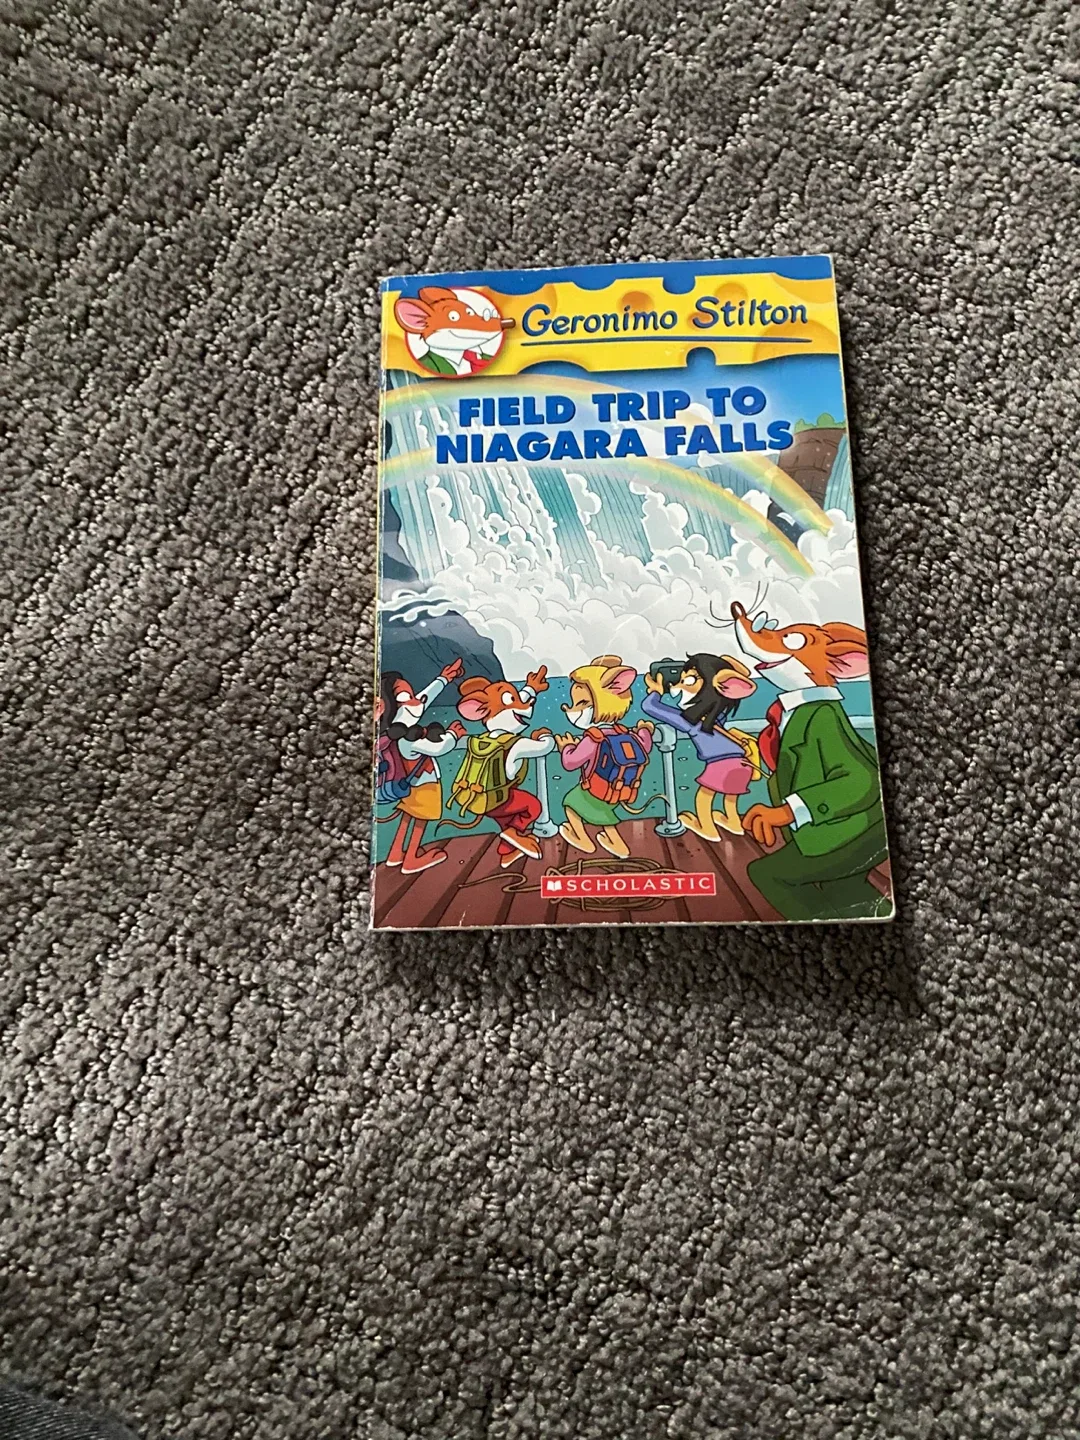 Geronimo Stilton
FIELD TRIP TO
NIAGARA FALLS
SCHOLASTIC